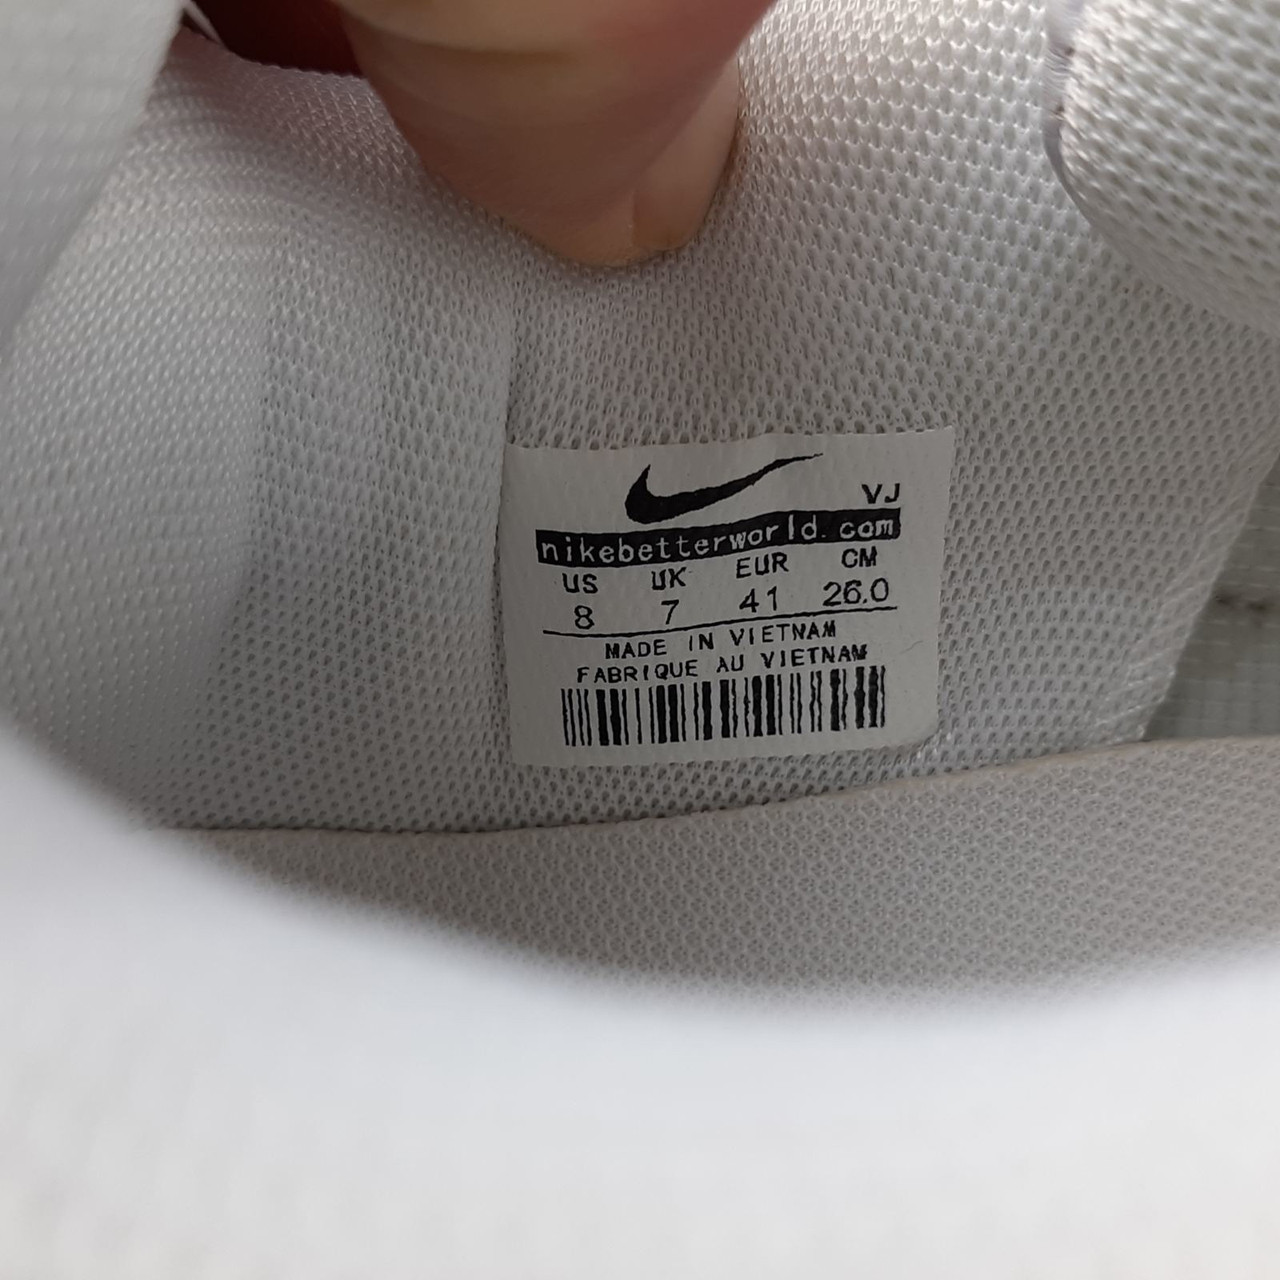 VJ
nikebetterworld.com
US UK EUR CM
8 7 41 26.0
MADE IN VIETNAM
FABRIQUE AU VIETNAM